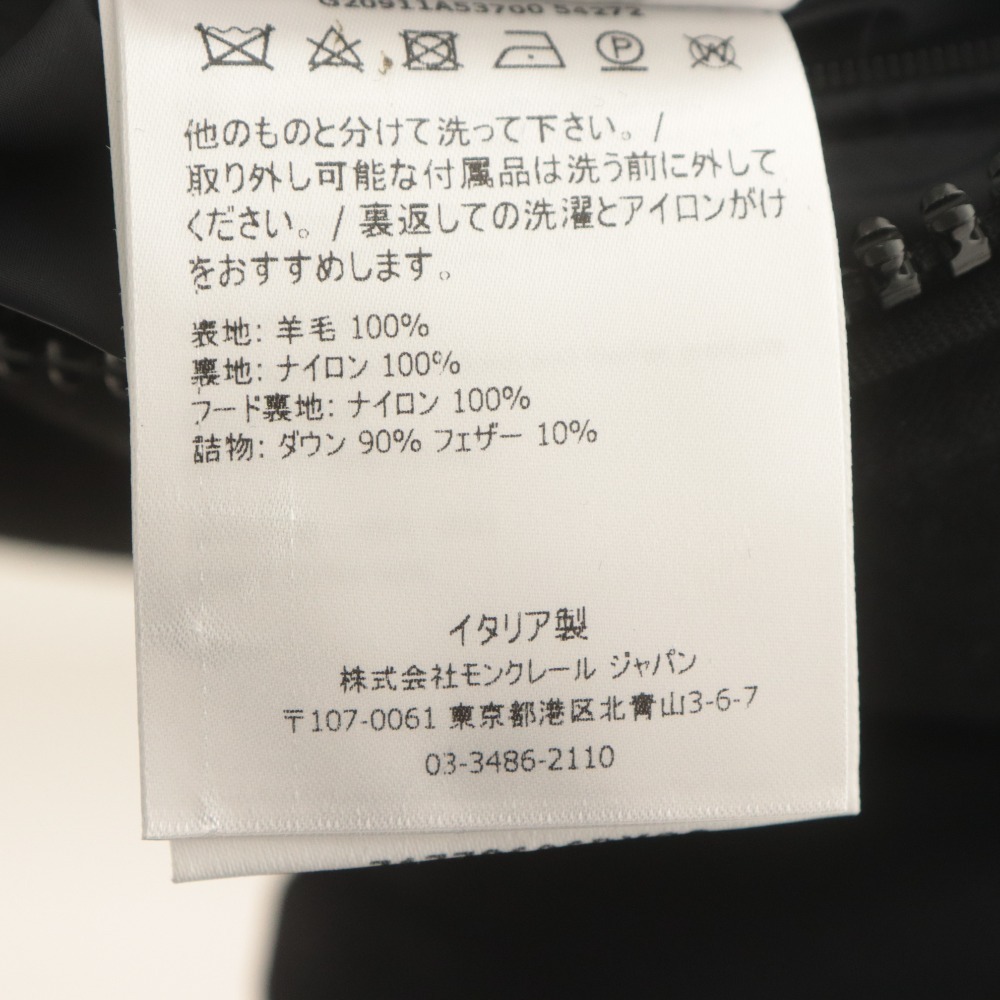 G20911A53700 54272
P
W
他のものと分けて洗って下さい。/
取り外し可能な付属品は洗う前に外して
ください。/ 裏返しての洗濯とアイロンがけ
をおすすめします。
表地: 羊毛 100%
裏地: ナイロン 100%
フード裏地: ナイロン 100%
詰物: ダウン 90% フェザー 10%
イタリア製
株式会社モンクレール ジャパン
〒107-0061 東京都港区北青山3-6-7
03-3486-2110